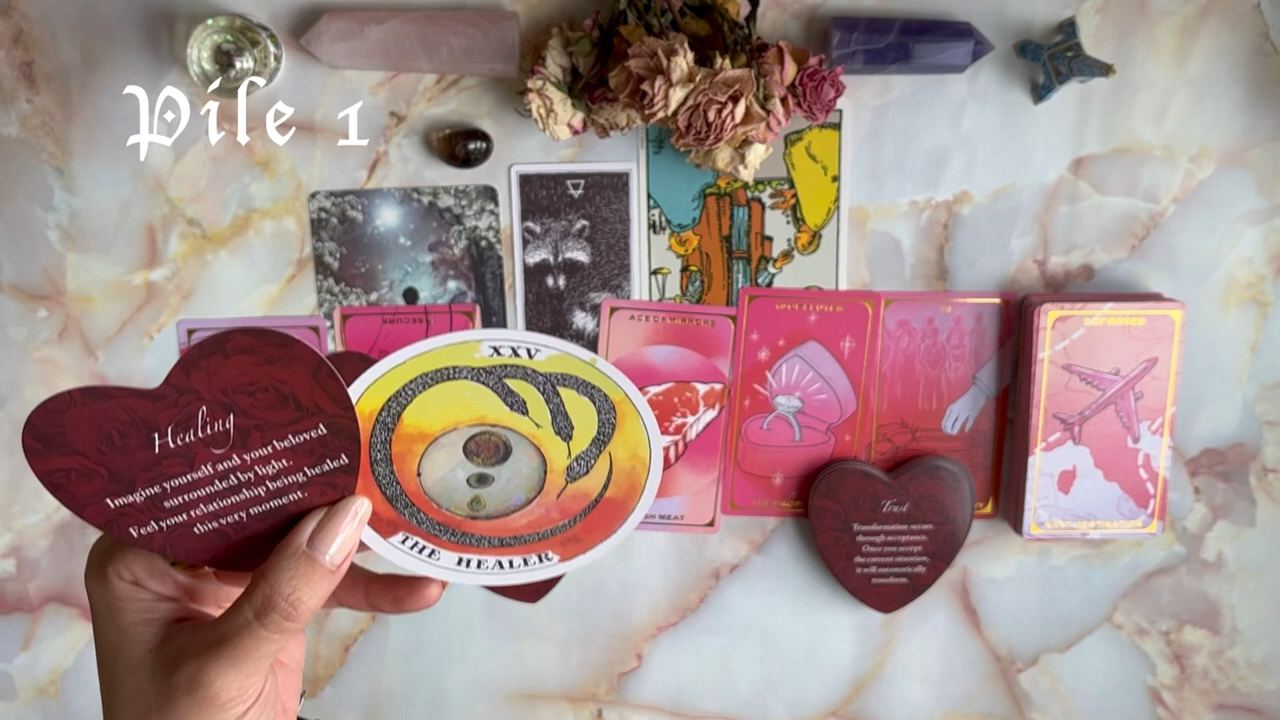 Pile 1
SECURE
ACE OF MIRRORS
XXV
THE HEALER
Healing
Imagine yourself and your beloved
surrounded by light.
Feel your relationship being healed
this very moment.
Trust
Transformation occurs
through acceptance.
Once you accept
the current situation,
it will automatically
transform.